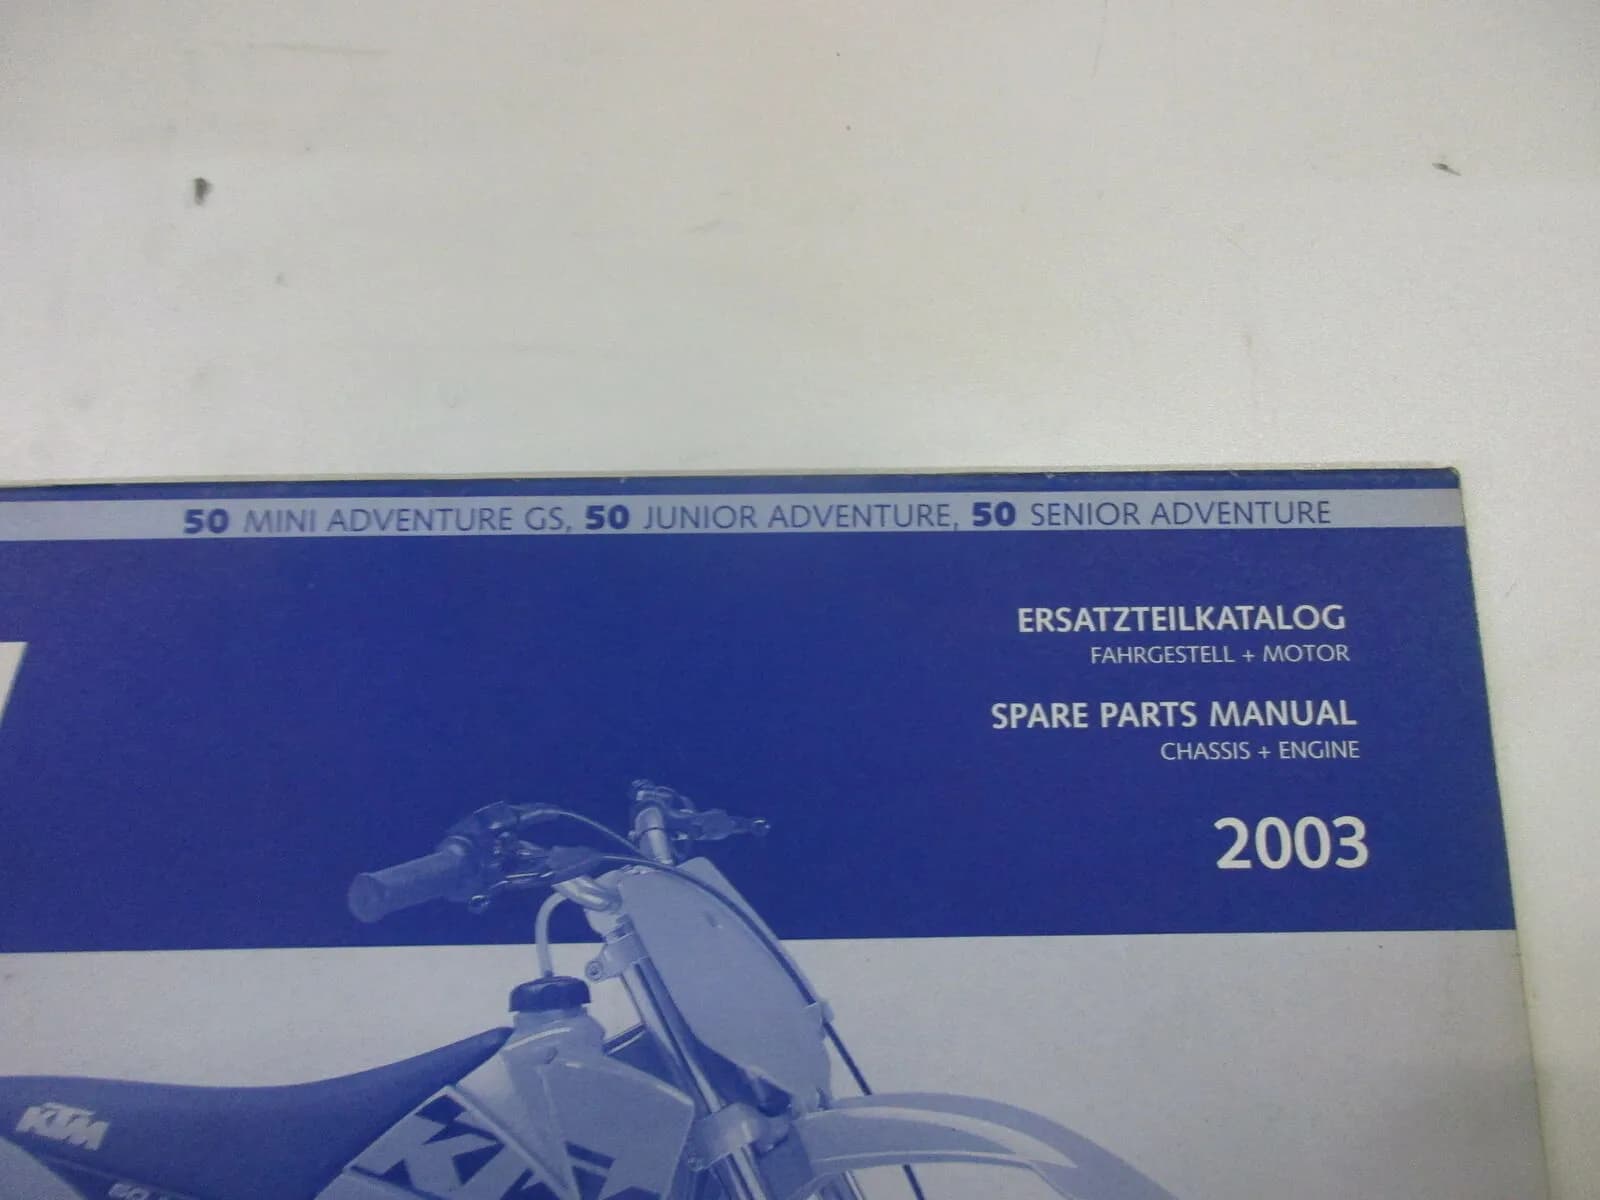 50 MINI ADVENTURE GS, 50 JUNIOR ADVENTURE, 50 SENIOR ADVENTURE
ERSATZTEILKATALOG
FAHRGESTELL + MOTOR
SPARE PARTS MANUAL
CHASSIS + ENGINE
2003
KTM
KTM